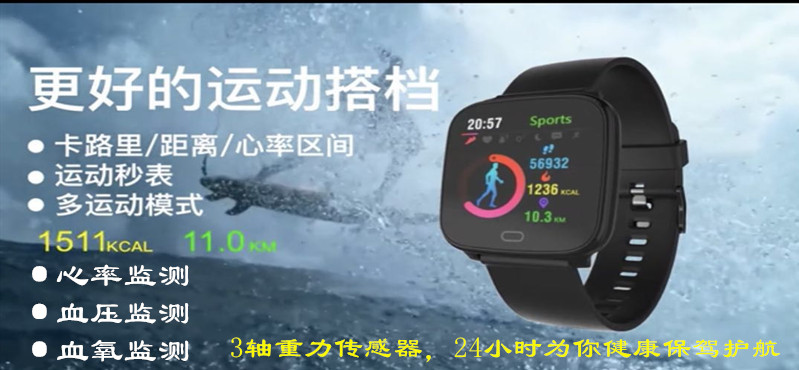 更好的运动搭档
卡路里/距离/心率区间
运动秒表
多运动模式
1511KCAL 11.0 KM
心率监测
血压监测
血氧监测
3轴重力传感器，24小时为你健康保驾护航
20:57 Sports
56932
1236 KCAL
10.3 KM